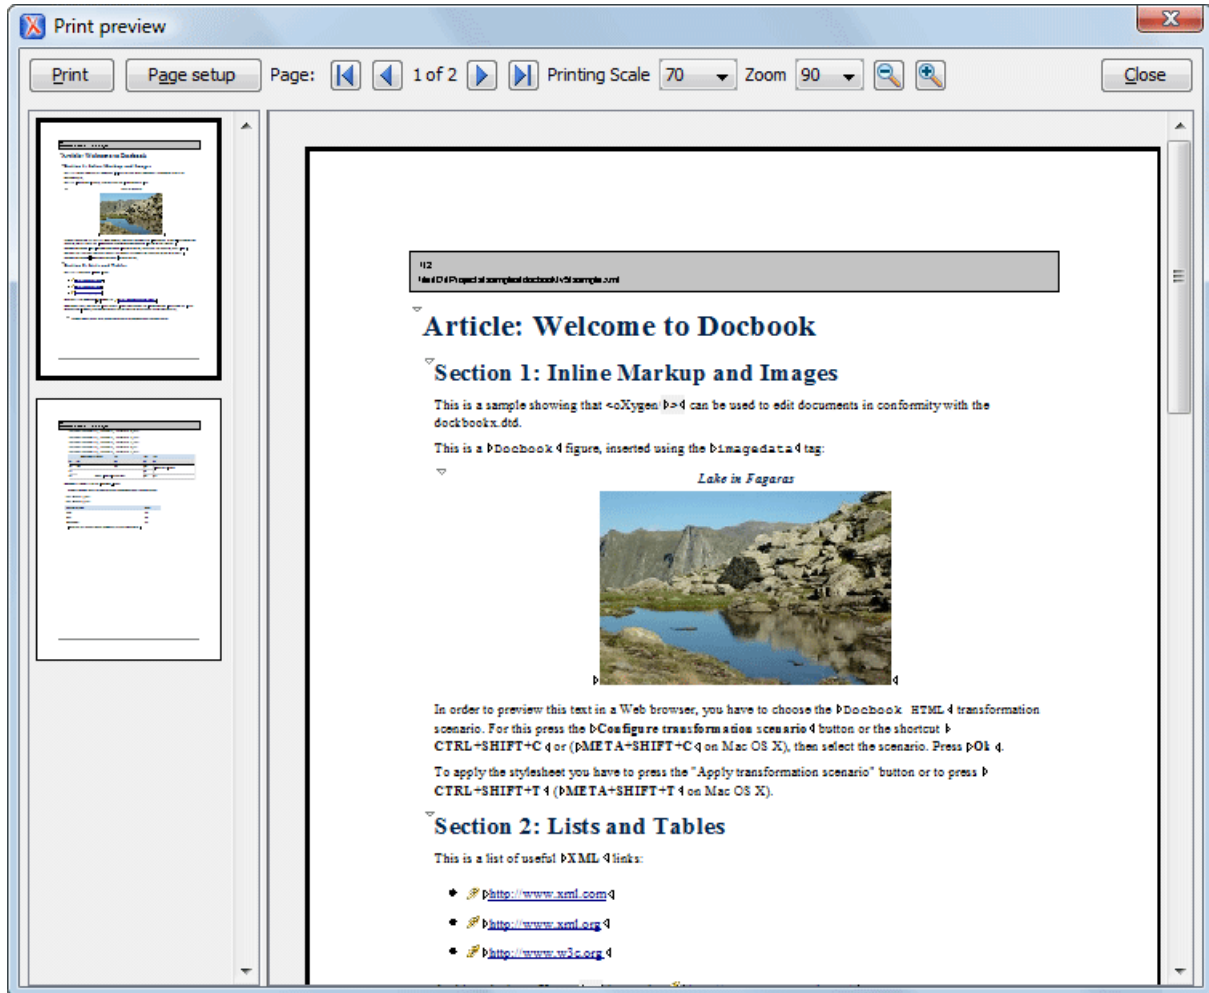 Print preview
Print Page setup Page: 1 of 2 Printing Scale 70 Zoom 90 Close
Article: Welcome to Docbook
Section 1: Inline Markup and Images
This is a sample showing that <oXygen/> can be used to edit documents in conformity with the
dockbookx.dtd.
This is a Docbook figure, inserted using the imagedata tag:
Lake in Fagaras
In order to preview this text in a Web browser, you have to choose the Docbook HTML transformation
scenario. For this press the Configure transformation scenario button or the shortcut
CTRL+SHIFT+C or (META+SHIFT+C on Mac OS X), then select the scenario. Press Ok .
To apply the stylesheet you have to press the "Apply transformation scenario" button or to press
CTRL+SHIFT+T (META+SHIFT+T on Mac OS X).
Section 2: Lists and Tables
This is a list of useful XML links:
http://www.xml.com
http://www.xml.org
http://www.w3c.org